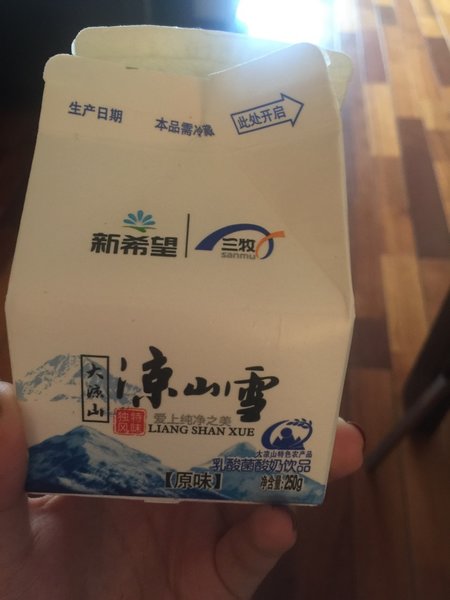 生产日期
本品需冷藏
此处开启
新希望
三牧
sanmu
大凉山
凉山雪
独特
风味
爱上纯净之美
LIANG SHAN XUE
大凉山特色农产品
乳酸菌酸奶饮品
【原味】
净含量:250g